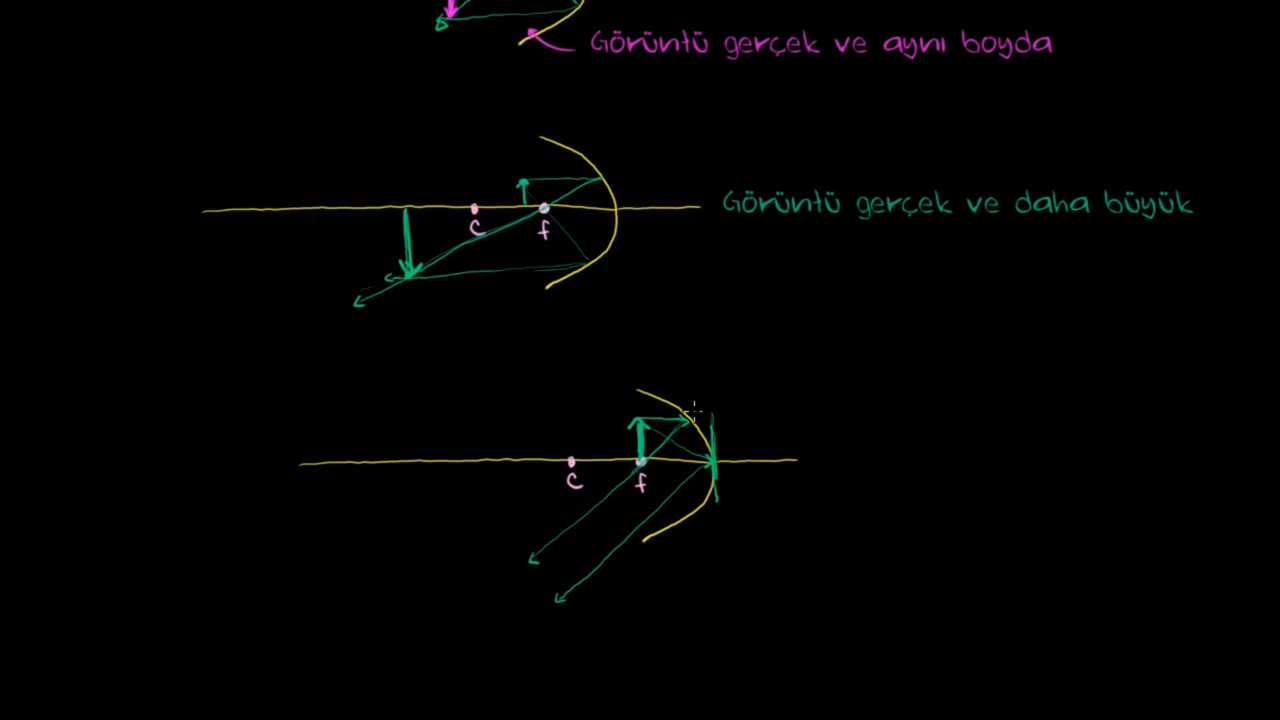 Görüntü gerçek ve aynı boyda
Görüntü gerçek ve daha büyük
c f
c f